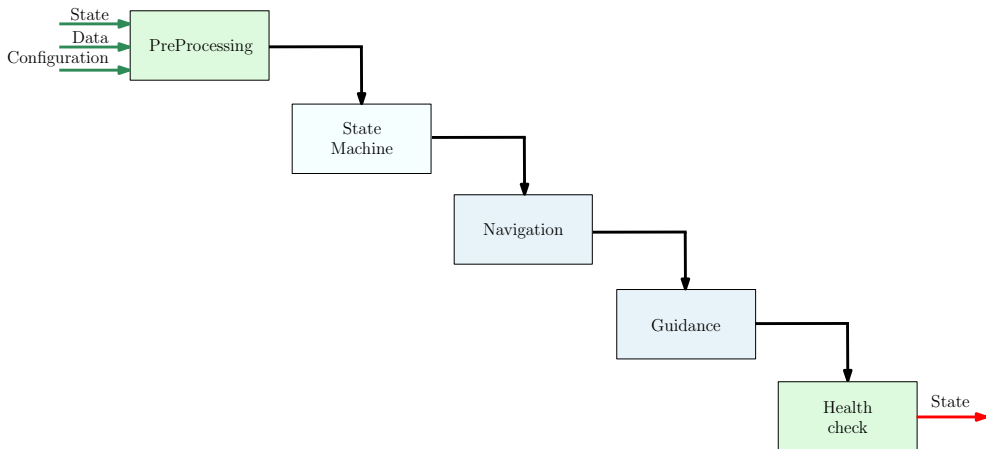 State
Data
Configuration
PreProcessing
State
Machine
Navigation
Guidance
Health
check
State